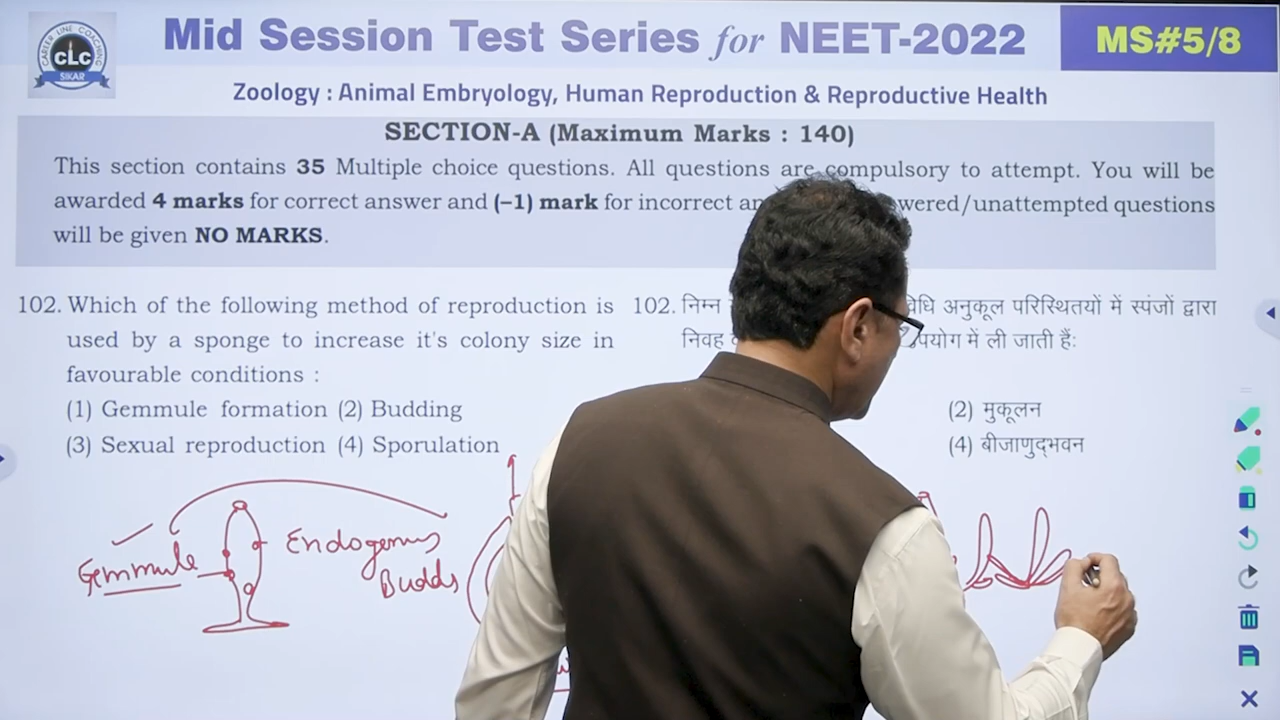 CAREER LINE COACHING
CLC
SIKAR
Mid Session Test Series for NEET-2022
MS#5/8
Zoology : Animal Embryology, Human Reproduction & Reproductive Health
SECTION-A (Maximum Marks : 140)
This section contains 35 Multiple choice questions. All questions are compulsory to attempt. You will be
awarded 4 marks for correct answer and (–1) mark for incorrect an wered/unattempted questions
will be given NO MARKS.
102. Which of the following method of reproduction is
used by a sponge to increase it's colony size in
favourable conditions :
(1) Gemmule formation (2) Budding
(3) Sexual reproduction (4) Sporulation
102. निम्न विधि अनुकूल परिस्थितयों में स्पंजों द्वारा
निवह उपयोग में ली जाती हैः
(2) मुकूलन
(4) बीजाणुद्भवन
Gemmule
Endogenus
Budds